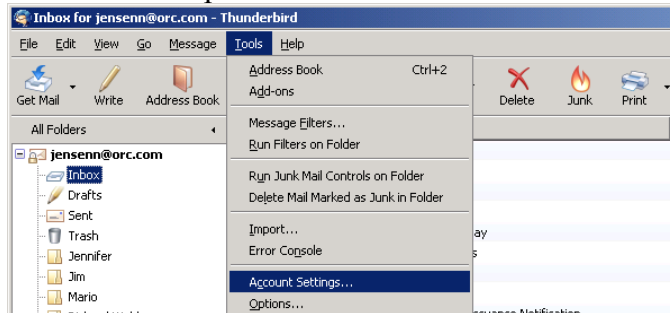 Inbox for jensenn@orc.com - Thunderbird
File Edit View Go Message Tools Help
Get Mail Write Address Book Delete Junk Print
Address Book Ctrl+2
Add-ons
Message Filters...
Run Filters on Folder
Run Junk Mail Controls on Folder
Delete Mail Marked as Junk in Folder
Import...
Error Console
Account Settings...
Options...
All Folders
jensenn@orc.com
Inbox
Drafts
Sent
Trash
Jennifer
Jim
Mario
ay
s
Notification